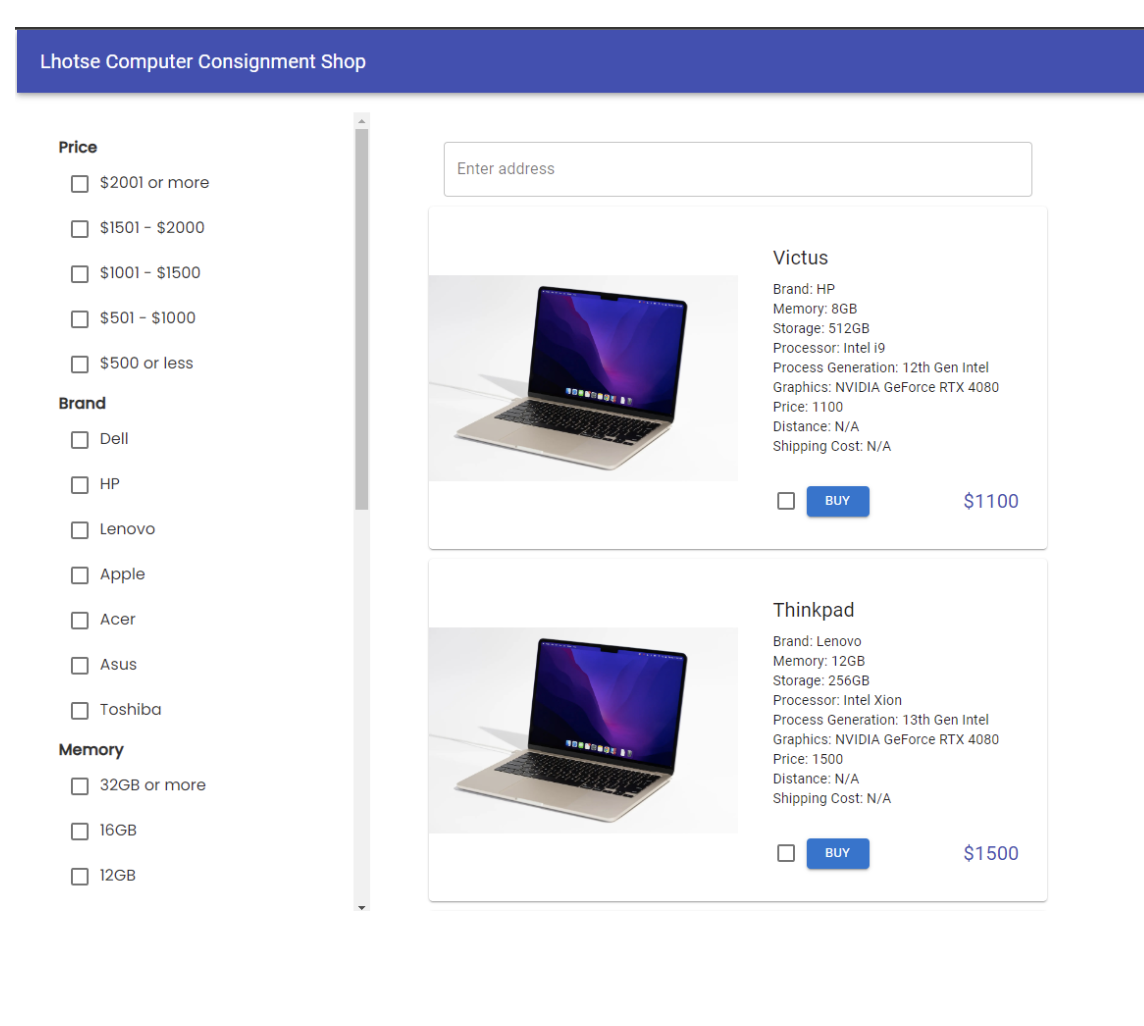 Lhotse Computer Consignment Shop
Price
$2001 or more
$1501 - $2000
$1001 - $1500
$501 - $1000
$500 or less
Brand
Dell
HP
Lenovo
Apple
Acer
Asus
Toshiba
Memory
32GB or more
16GB
12GB
Enter address
Victus
Brand: HP
Memory: 8GB
Storage: 512GB
Processor: Intel i9
Process Generation: 12th Gen Intel
Graphics: NVIDIA GeForce RTX 4080
Price: 1100
Distance: N/A
Shipping Cost: N/A
BUY
$1100
Thinkpad
Brand: Lenovo
Memory: 12GB
Storage: 256GB
Processor: Intel Xion
Process Generation: 13th Gen Intel
Graphics: NVIDIA GeForce RTX 4080
Price: 1500
Distance: N/A
Shipping Cost: N/A
BUY
$1500